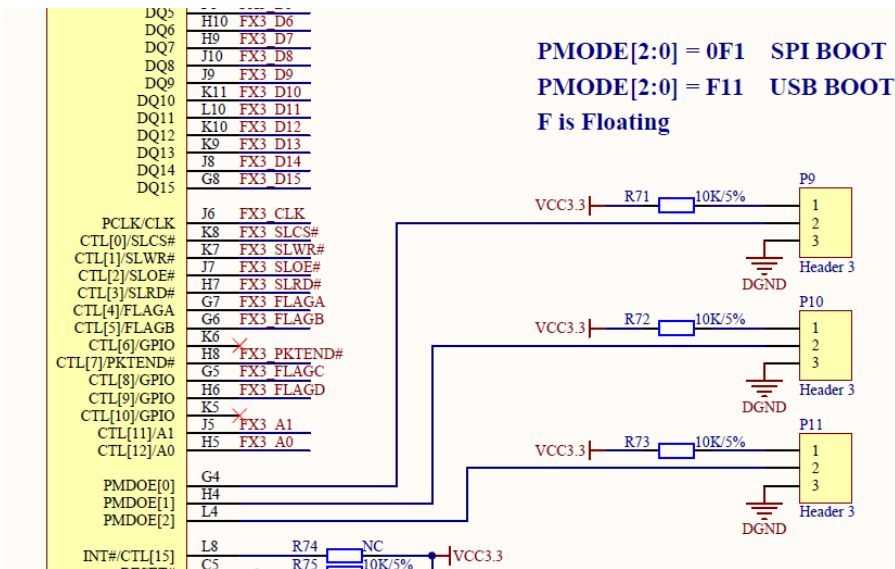 DQ5
DQ6 H10 FX3_D6
DQ7 H9 FX3_D7
DQ8 J10 FX3_D8
DQ9 J9 FX3_D9
DQ10 K11 FX3_D10
DQ11 L10 FX3_D11
DQ12 K10 FX3_D12
DQ13 K9 FX3_D13
DQ14 J8 FX3_D14
DQ15 G8 FX3_D15
PCLK/CLK J6 FX3_CLK
CTL[0]/SLCS# K8 FX3_SLCS#
CTL[1]/SLWR# K7 FX3_SLWR#
CTL[2]/SLOE# J7 FX3_SLOE#
CTL[3]/SLRD# H7 FX3_SLRD#
CTL[4]/FLAGA G7 FX3_FLAGA
CTL[5]/FLAGB G6 FX3_FLAGB
CTL[6]/GPIO K6
CTL[7]/PKTEND# H8 FX3_PKTEND#
CTL[8]/GPIO G5 FX3_FLAGC
CTL[9]/GPIO H6 FX3_FLAGD
CTL[10]/GPIO K5
CTL[11]/A1 J5 FX3_A1
CTL[12]/A0 H5 FX3_A0
PMDOE[0] G4
PMDOE[1] H4
PMDOE[2] L4
INT#/CTL[15] L8 R74 NC VCC3.3
C5 R75 10K/5%
PMODE[2:0] = 0F1 SPI BOOT
PMODE[2:0] = F11 USB BOOT
F is Floating
P9
VCC3.3 R71 10K/5% 1
2
3
DGND Header 3
P10
VCC3.3 R72 10K/5% 1
2
3
DGND Header 3
P11
VCC3.3 R73 10K/5% 1
2
3
DGND Header 3